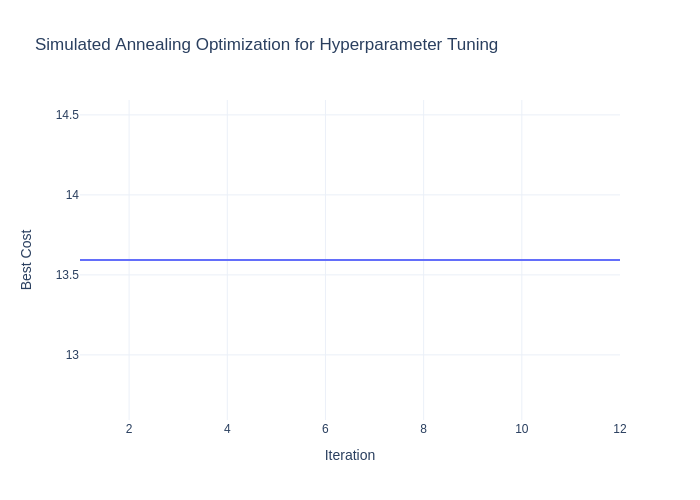 Simulated Annealing Optimization for Hyperparameter Tuning
14.5
14
13.5
13
Best Cost
2 4 6 8 10 12
Iteration